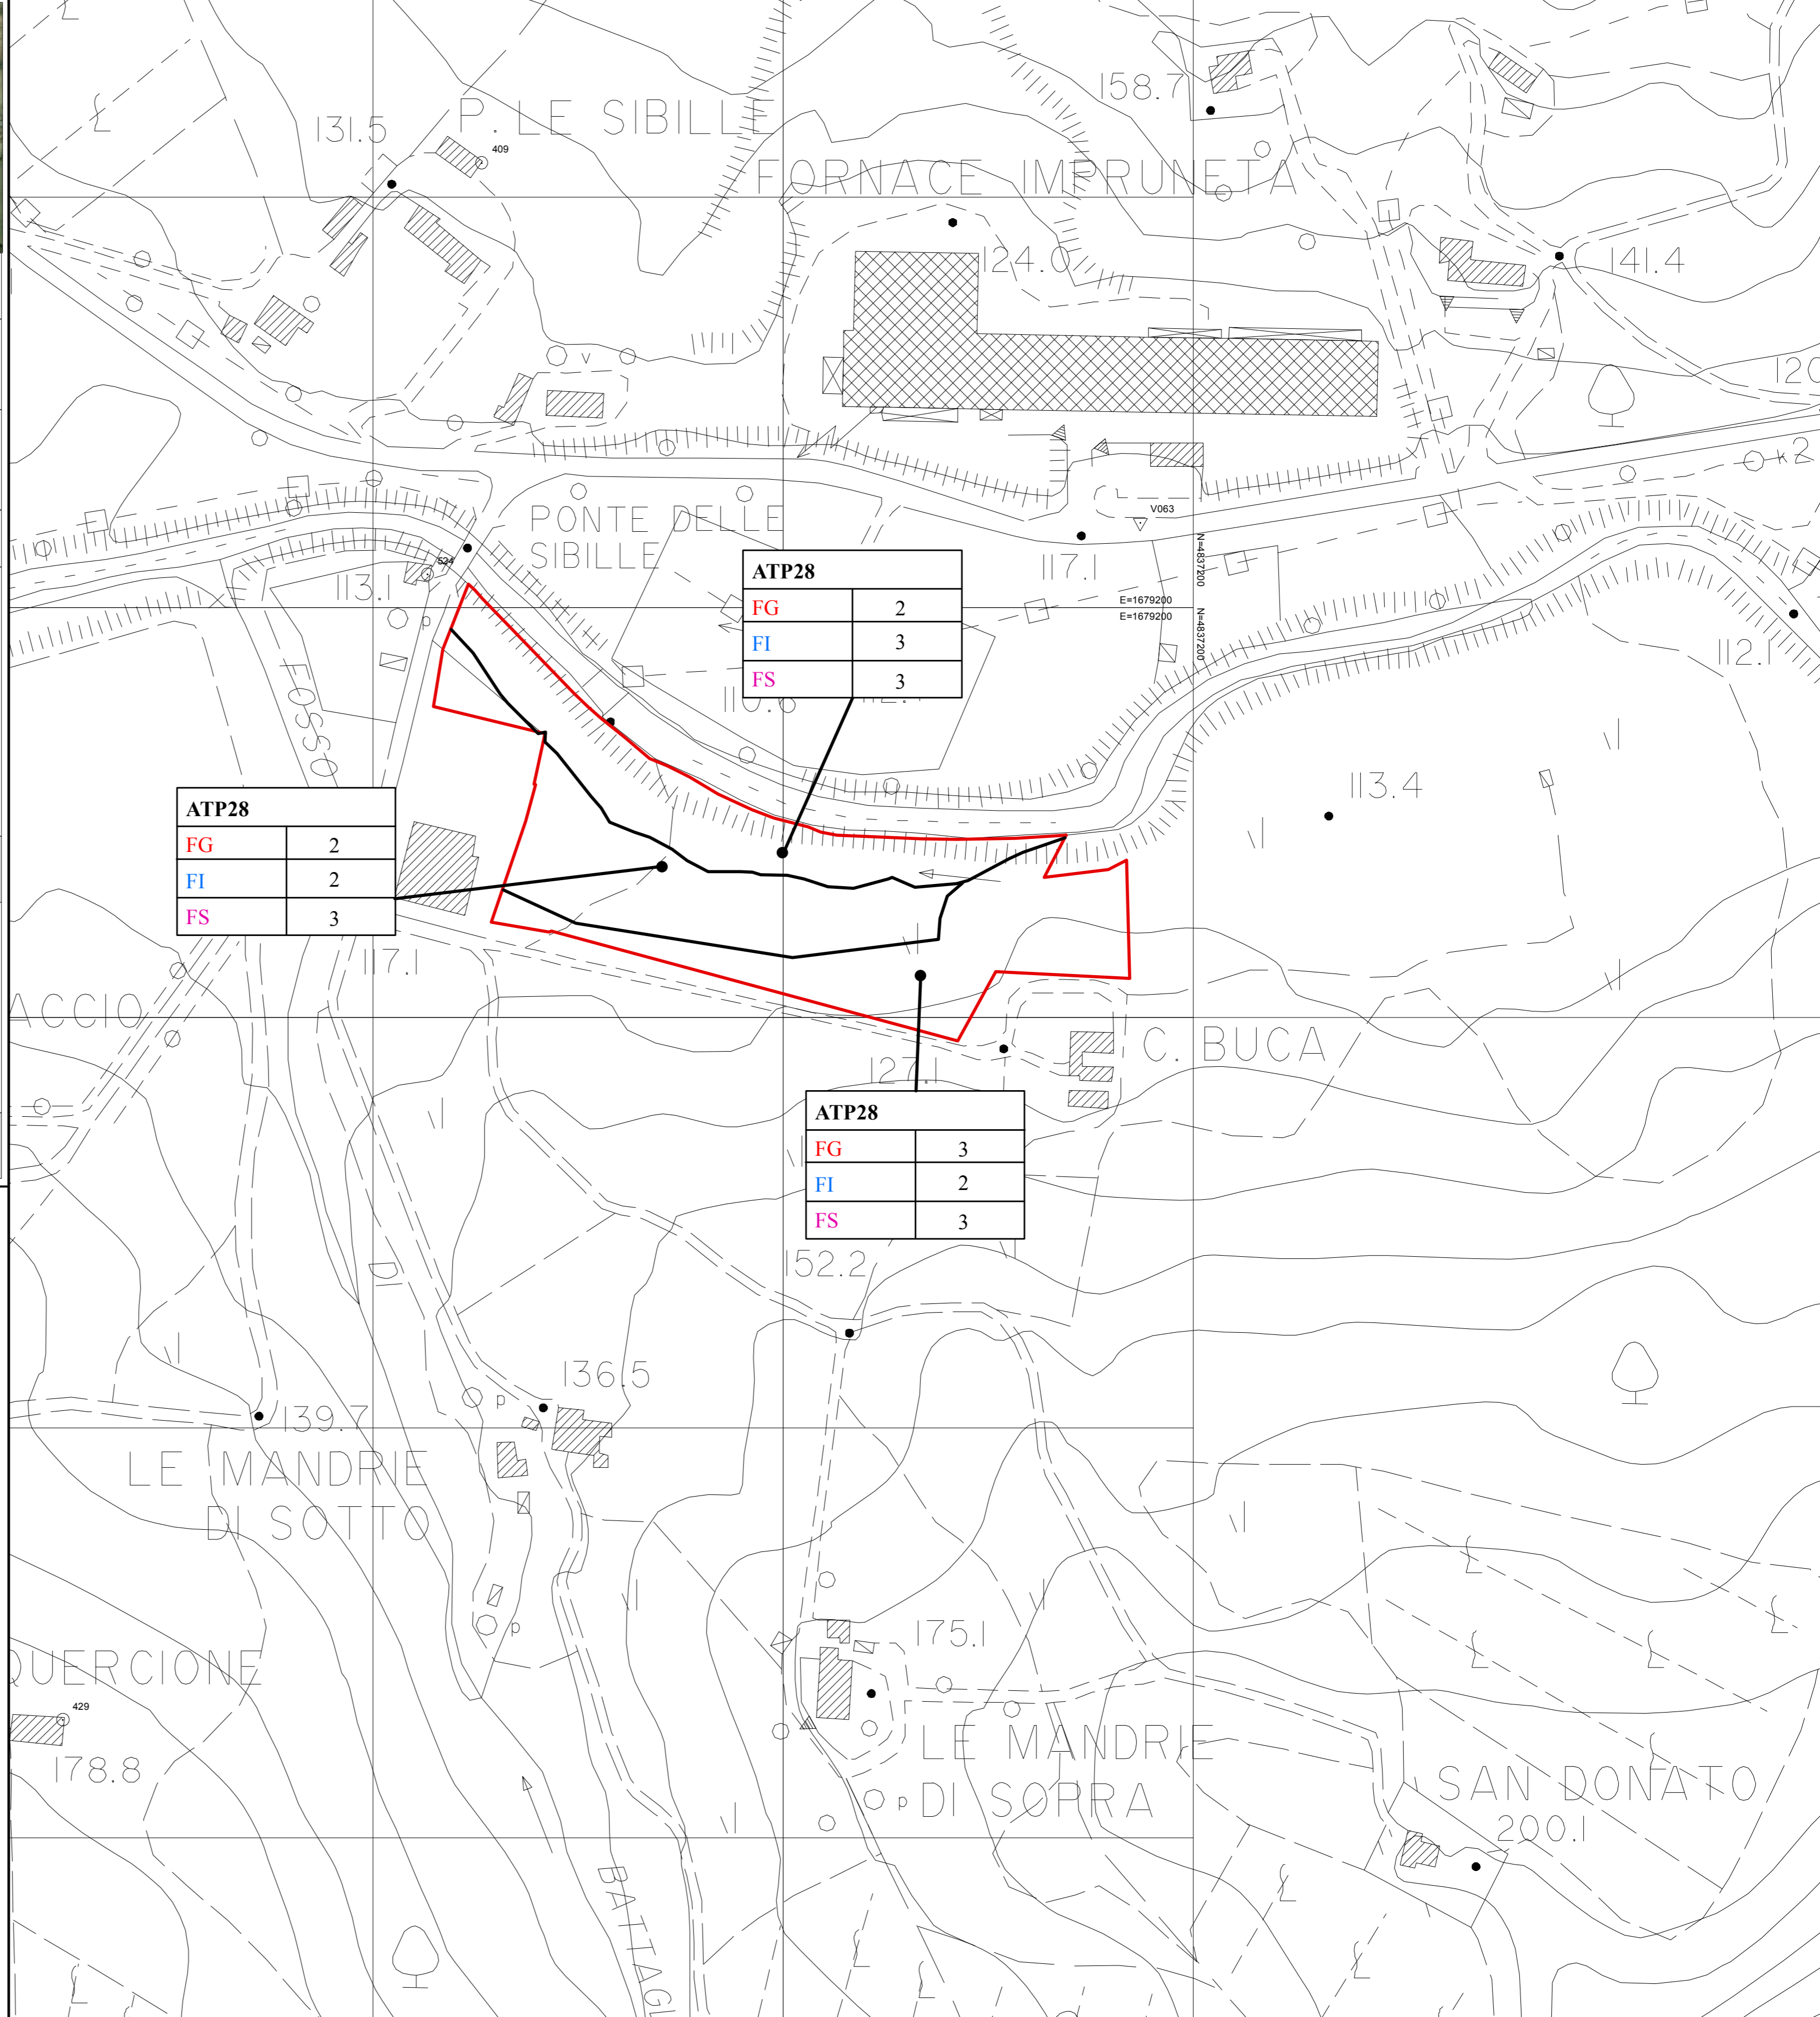 158.7
P. LE SIBILLE
131.5
409
FORNACE IMPRUNETA
124.0
141.4
v
120
k2
V063
PONTE DELLE
SIBILLE
N=4837200
524
113.1
117.1
E=1679200
E=1679200
N=4837200
p
112.1
ATP28
FG 2
FI 3
FS 3
FOSSO
113.4
ATP28
FG 2
FI 2
FS 3
117.1
ACCIO
C. BUCA
127.1
ATP28
FG 3
FI 2
FS 3
DI
152.2
136.5
p
139.7
LE MANDRIE
DI SOTTO
p
175.1
QUERCIONE
429
178.8
LE MANDRIE
p DI SOPRA
SAN DONATO
200.1
BATTAGL